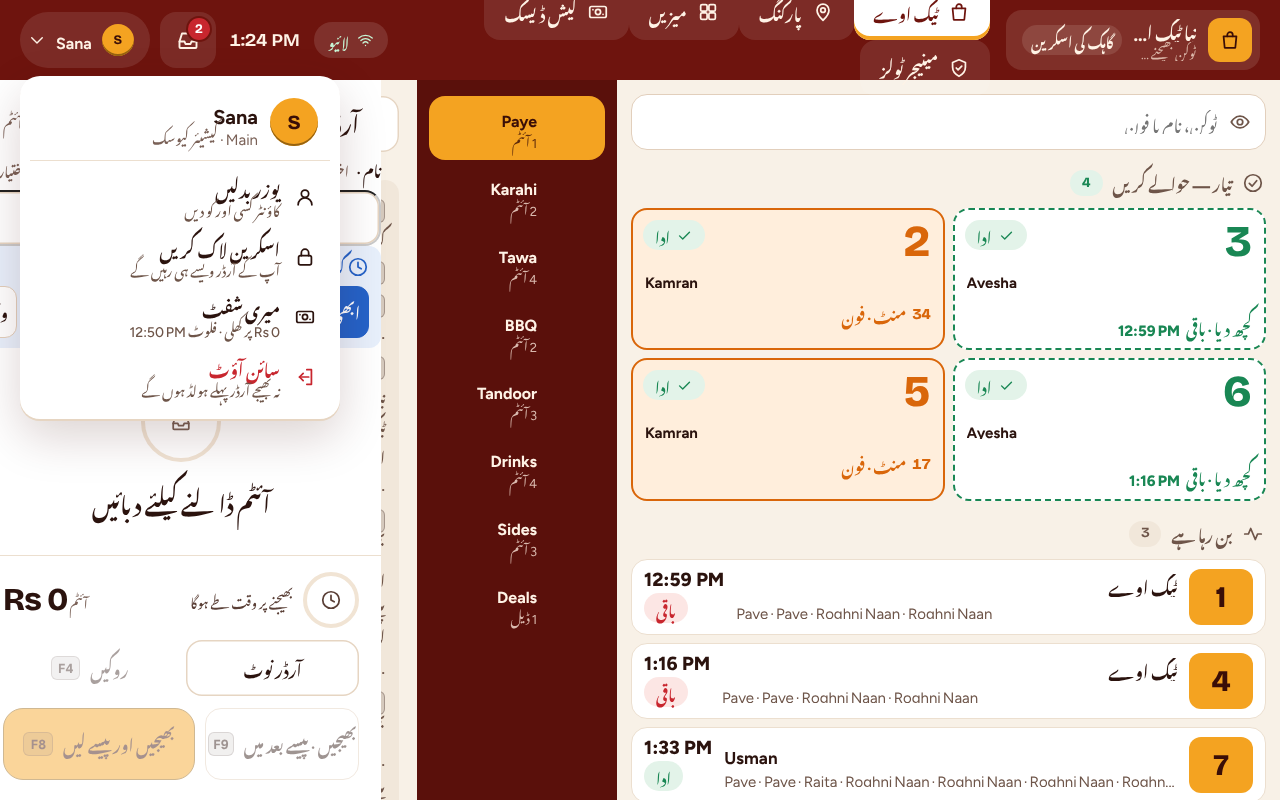 نیا ٹیک ا...
گاہک کی اسکرین
ٹیک اوے
پارکنگ
میزیں
کیش ڈیسک
مینیجر ٹولز
لائیو
1:24 PM
2
S
Sana
S
Sana
Main · کیشیئر کیوسک
یوزر بدلیں
کاؤنٹر کسی اور کو دیں
اسکرین لاک کریں
آپ کے آرڈر ویسے ہی رہیں گے
میری شفٹ
12:50 PM پر کھلی · فلوٹ Rs 0
سائن آؤٹ
نہ بھیجے آرڈر پہلے ہولڈ ہوں گے
ٹوکن، نام یا فون
تیار — حوالے کریں
4
3
ادا
Ayesha
کچھ دیا · باقی 12:59 PM
2
ادا
Kamran
34 منٹ · فون
6
ادا
Ayesha
کچھ دیا · باقی 1:16 PM
5
ادا
Kamran
17 منٹ · فون
بن رہا ہے
3
1
ٹیک اوے
12:59 PM
باقی
Paye · Paye · Roghni Naan · Roghni Naan
4
ٹیک اوے
1:16 PM
باقی
Paye · Paye · Roghni Naan · Roghni Naan
7
Usman
1:33 PM
ادا
Paye · Paye · Raita · Roghni Naan · Roghni Naan · Roghni Naan · Roghn...
Paye
1 آئٹم
Karahi
2 آئٹم
Tawa
4 آئٹم
BBQ
2 آئٹم
Tandoor
3 آئٹم
Drinks
4 آئٹم
Sides
3 آئٹم
Deals
1 ڈیل
نام ·
آئٹم ڈالنے کیلئے دبائیں
بھیجنے پر وقت طے ہوگا
آئٹم
Rs 0
آرڈر نوٹ
روکیں F4
بھیجیں · پیسے بعد میں F9
بھیجیں اور پیسے لیں F8